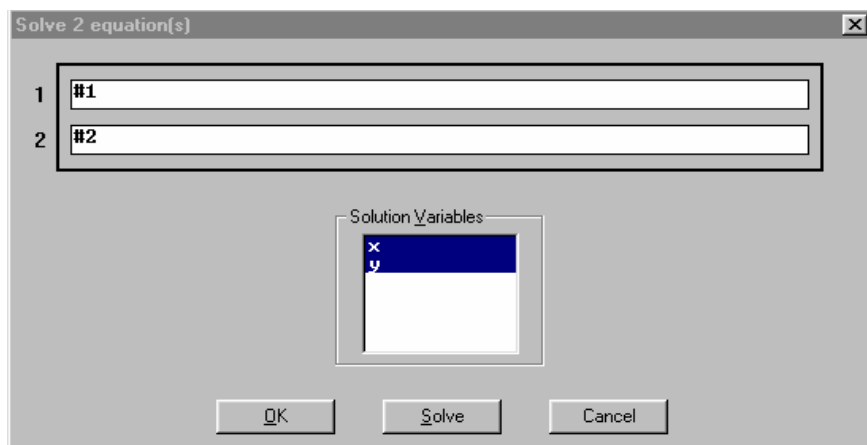 Solve 2 equation(s)
1 #1
2 #2
Solution Variables
x
y
OK Solve Cancel